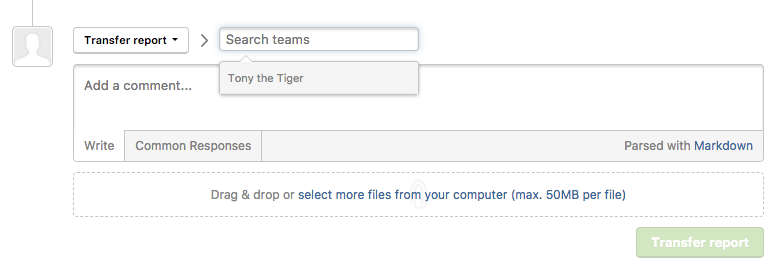 Transfer report
Search teams
Tony the Tiger
Add a comment...
Write
Common Responses
Parsed with Markdown
Drag & drop or select more files from your computer (max. 50MB per file)
Transfer report